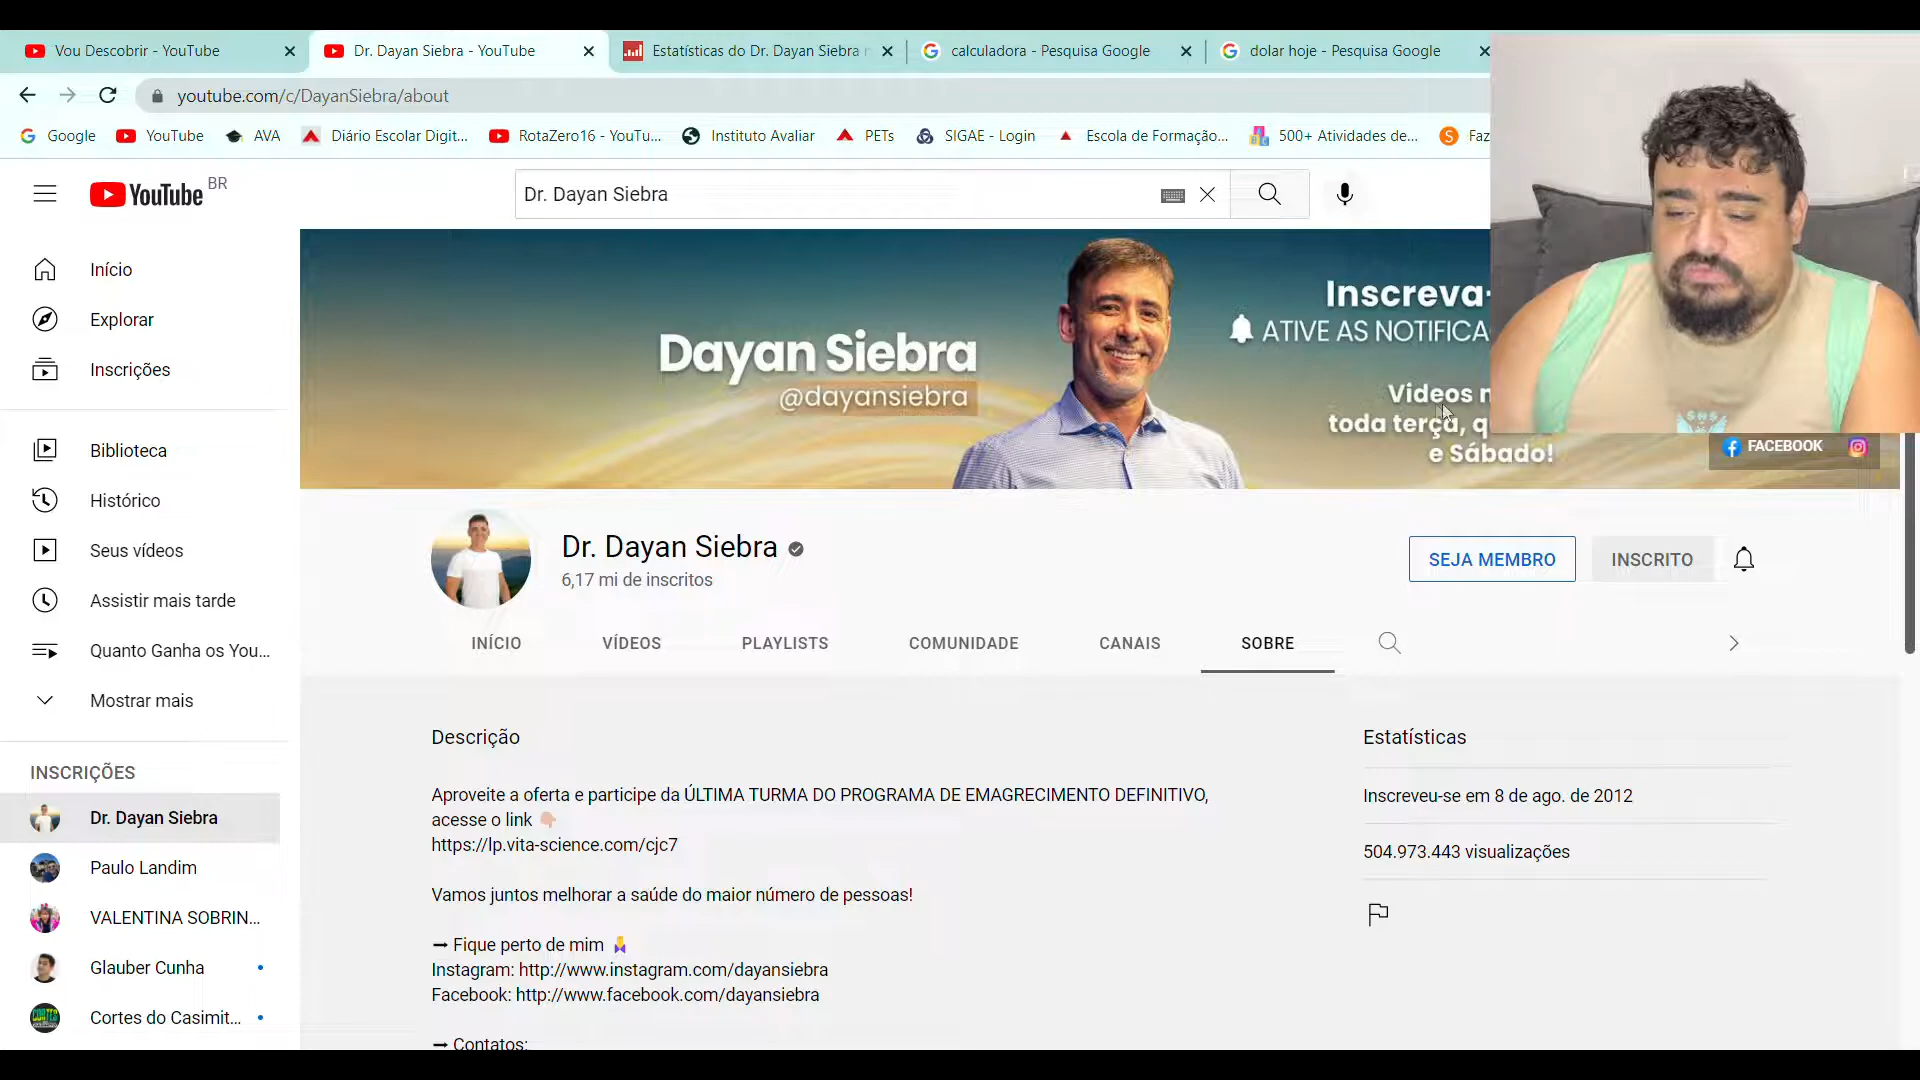 Vou Descobrir - YouTube
Dr. Dayan Siebra - YouTube
Estatísticas do Dr. Dayan Siebra
calculadora - Pesquisa Google
dolar hoje - Pesquisa Google
youtube.com/c/DayanSiebra/about
Google
YouTube
AVA
Diário Escolar Digit...
RotaZero16 - YouTu...
Instituto Avaliar
PETs
SIGAE - Login
Escola de Formação...
500+ Atividades de...
Faz
YouTube BR
Dr. Dayan Siebra
Início
Explorar
Inscrições
Biblioteca
Histórico
Seus vídeos
Assistir mais tarde
Quanto Ganha os You...
Mostrar mais
INSCRIÇÕES
Dr. Dayan Siebra
Paulo Landim
VALENTINA SOBRIN...
Glauber Cunha
Cortes do Casimit...
Dayan Siebra
@dayansiebra
Inscreva-
ATIVE AS NOTIFICA
Videos n
toda terça, q
e Sábado!
FACEBOOK
Dr. Dayan Siebra
6,17 mi de inscritos
SEJA MEMBRO
INSCRITO
INÍCIO
VÍDEOS
PLAYLISTS
COMUNIDADE
CANAIS
SOBRE
Descrição
Aproveite a oferta e participe da ÚLTIMA TURMA DO PROGRAMA DE EMAGRECIMENTO DEFINITIVO,
acesse o link 👇🏻
https://lp.vita-science.com/cjc7
Vamos juntos melhorar a saúde do maior número de pessoas!
➞ Fique perto de mim
Instagram: http://www.instagram.com/dayansiebra
Facebook: http://www.facebook.com/dayansiebra
➞ Contatos:
Estatísticas
Inscreveu-se em 8 de ago. de 2012
504.973.443 visualizações